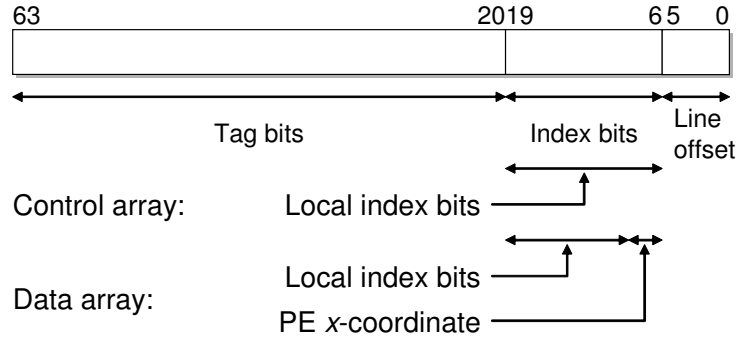 63 2019 6 5 0
Tag bits Index bits Line offset
Control array: Local index bits
Data array: Local index bits
PE x-coordinate